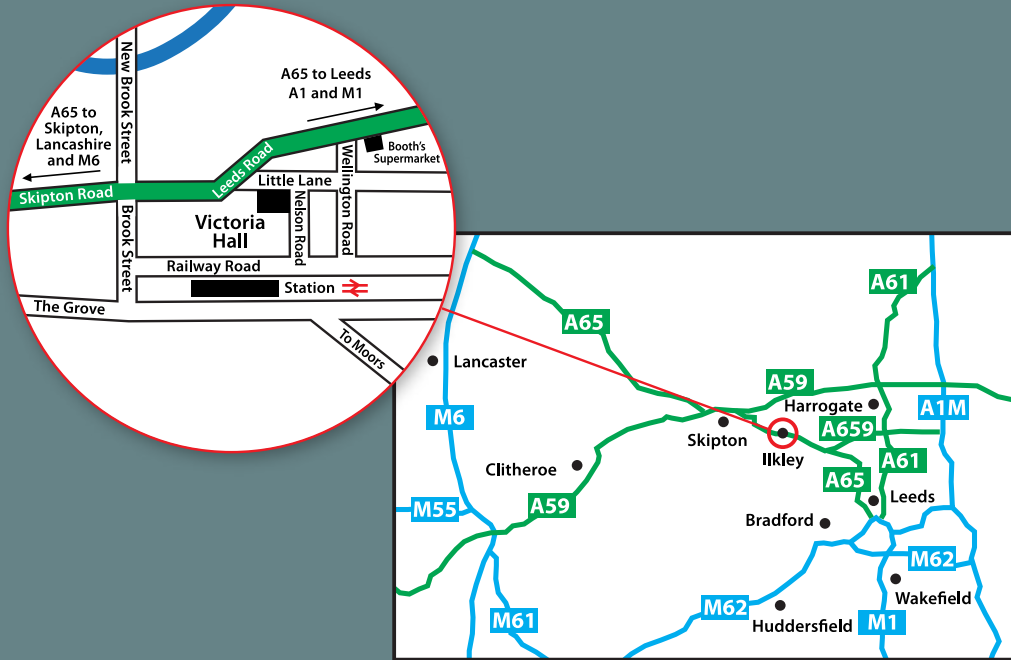 New Brook Street
A65 to
Skipton,
Lancashire
and M6
A65 to Leeds
A1 and M1
Booth's
Supermarket
Skipton Road
Leeds Road
Little Lane
Wellington Road
Nelson Road
Victoria
Hall
Brook Street
Railway Road
Station
The Grove
To Moors
A61
A65
Lancaster
A59
M6
Harrogate
A1M
Skipton
A659
Ilkley
Clitheroe
A61
A65
Leeds
A59
M55
Bradford
M62
Wakefield
M62
M61
Huddersfield
M1